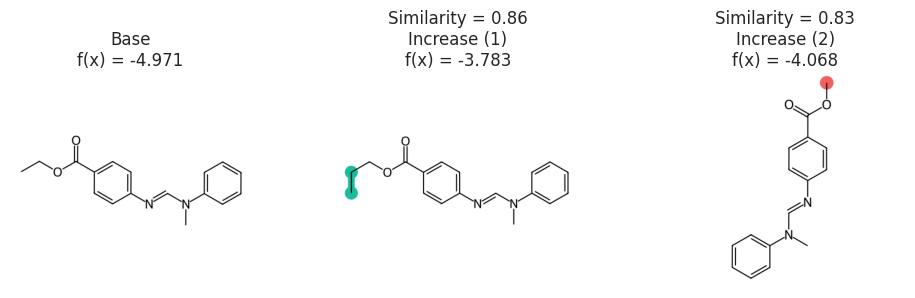 Base
f(x) = -4.971
Similarity = 0.86
Increase (1)
f(x) = -3.783
Similarity = 0.83
Increase (2)
f(x) = -4.068
O
O
N
N
O
O
N
N
O
O
N
N